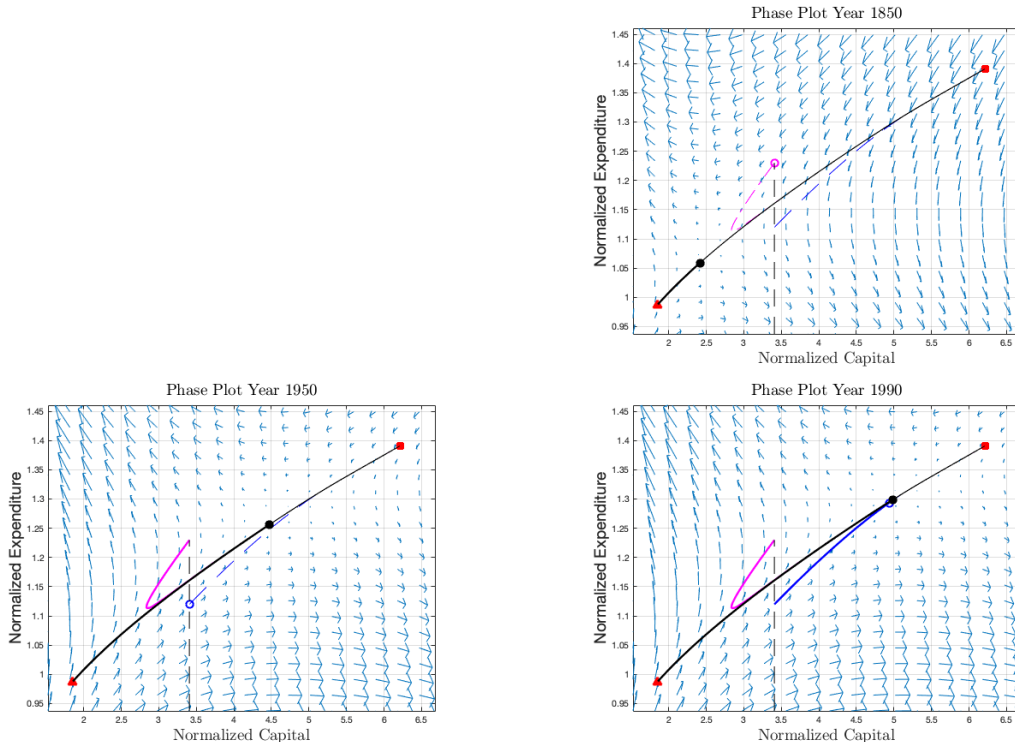 Phase Plot Year 1850
1.45
1.4
1.35
1.3
1.25
1.2
1.15
1.1
1.05
1
0.95
Normalized Expenditure
2 2.5 3 3.5 4 4.5 5 5.5 6 6.5
Normalized Capital
Phase Plot Year 1950
1.45
1.4
1.35
1.3
1.25
1.2
1.15
1.1
1.05
1
0.95
Normalized Expenditure
2 2.5 3 3.5 4 4.5 5 5.5 6 6.5
Normalized Capital
Phase Plot Year 1990
1.45
1.4
1.35
1.3
1.25
1.2
1.15
1.1
1.05
1
0.95
Normalized Expenditure
2 2.5 3 3.5 4 4.5 5 5.5 6 6.5
Normalized Capital